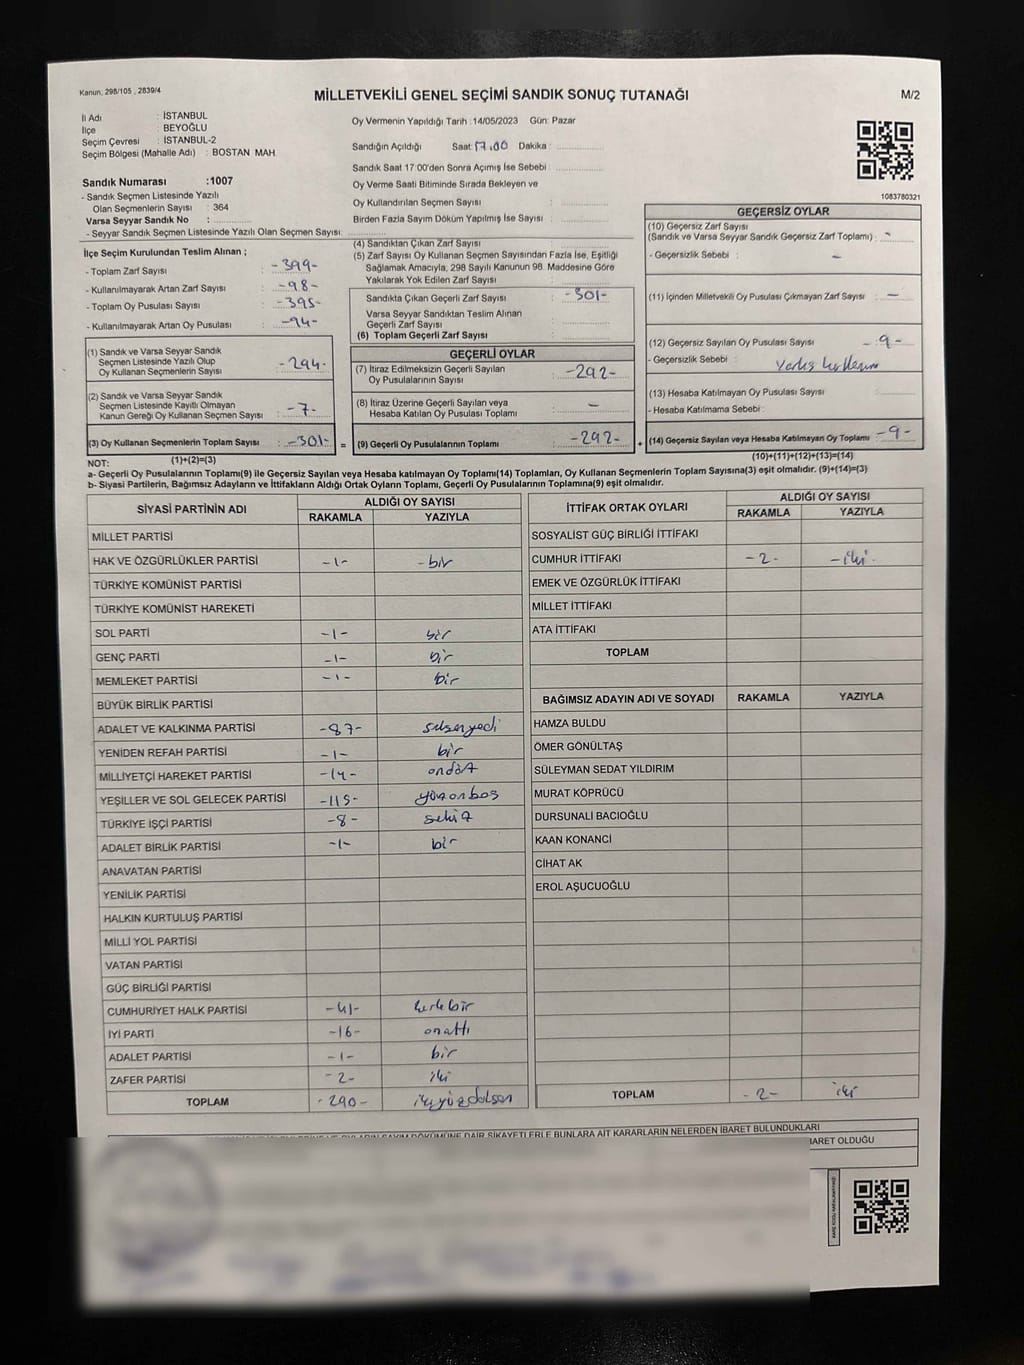 Kanun, 298/105 , 2839/4
MİLLETVEKİLİ GENEL SEÇİMİ SANDIK SONUÇ TUTANAĞI
M/2
İl Adı : İSTANBUL
İlçe BEYOĞLU
Seçim Çevresi : İSTANBUL-2
Seçim Bölgesi (Mahalle Adı) : BOSTAN MAH
Sandık Numarası :1007
- Sandık Seçmen Listesinde Yazılı
Olan Seçmenlerin Sayısı : 364
Varsa Seyyar Sandık No :
- Seyyar Sandık Seçmen Listesinde Yazılı Olan Seçmen Sayısı:
Oy Vermenin Yapıldığı Tarih :14/05/2023 Gün: Pazar
Sandığın Açıldığı Saat: 17.00 Dakika :
Sandık Saat 17:00'den Sonra Açımış İse Sebebi :
Oy Verme Saati Bitiminde Sırada Bekleyen ve
Oy Kullandırılan Seçmen Sayısı :
Birden Fazla Sayım Döküm Yapılmış İse Sayısı :
1083780321
İlçe Seçim Kurulundan Teslim Alınan ;
- Toplam Zarf Sayısı : -399-
- Kullanılmayarak Artan Zarf Sayısı : -98-
- Toplam Oy Pusulası Sayısı : -395-
- Kullanılmayarak Artan Oy Pusulası : -94-
(1) Sandık ve Varsa Seyyar Sandık
Seçmen Listesinde Yazılı Olup
Oy Kullanan Seçmenlerin Sayısı : -294-
(2) Sandık ve Varsa Seyyar Sandık
Seçmen Listesinde Kayıtlı Olmayan
Kanun Gereği Oy Kullanan Seçmen Sayısı : -7-
(3) Oy Kullanan Seçmenlerin Toplam Sayısı : -301- =
(1)+(2)=(3)
(4) Sandıktan Çıkan Zarf Sayısı :
(5) Zarf Sayısı Oy Kullanan Seçmen Sayısından Fazla İse, Eşitliği
Sağlamak Amacıyla, 298 Sayılı Kanunun 98. Maddesine Göre
Yakılarak Yok Edilen Zarf Sayısı :
Sandıkta Çıkan Geçerli Zarf Sayısı : -301-
Varsa Seyyar Sandıktan Teslim Alınan
Geçerli Zarf Sayısı :
(6) Toplam Geçerli Zarf Sayısı :
GEÇERLİ OYLAR
(7) İtiraz Edilmeksizin Geçerli Sayılan
Oy Pusulalarının Sayısı : -292-
(8) İtiraz Üzerine Geçerli Sayılan veya
Hesaba Katılan Oy Pusulası Toplamı : -
(9) Geçerli Oy Pusulalarının Toplamı : -292- +
GEÇERSİZ OYLAR
(10) Geçersiz Zarf Sayısı
(Sandık ve Varsa Seyyar Sandık Geçersiz Zarf Toplamı) : -
- Geçersizlik Sebebi : -
(11) İçinden Milletvekili Oy Pusulası Çıkmayan Zarf Sayısı : -
(12) Geçersiz Sayılan Oy Pusulası Sayısı : -9-
- Geçersizlik Sebebi :
(13) Hesaba Katılmayan Oy Pusulası Sayısı :
- Hesaba Katılmama Sebebi :
(14) Geçersiz Sayılan veya Hesaba Katılmayan Oy Toplamı : -9-
(10)+(11)+(12)+(13)=(14)
NOT:
a- Geçerli Oy Pusulalarının Toplamı(9) ile Geçersiz Sayılan veya Hesaba katılmayan Oy Toplamı(14) Toplamları, Oy Kullanan Seçmenlerin Toplam Sayısına(3) eşit olmalıdır. (9)+(14)=(3)
b- Siyasi Partilerin, Bağımsız Adayların ve İttifakların Aldığı Ortak Oyların Toplamı, Geçerli Oy Pusulalarının Toplamına(9) eşit olmalıdır.
SİYASİ PARTİNİN ADI ALDIĞI OY SAYISI
RAKAMLA YAZIYLA
MİLLET PARTİSİ
HAK VE ÖZGÜRLÜKLER PARTİSİ -1- -bir
TÜRKİYE KOMÜNİST PARTİSİ
TÜRKİYE KOMÜNİST HAREKETİ
SOL PARTİ -1- bir
GENÇ PARTİ -1- bir
MEMLEKET PARTİSİ -1- bir
BÜYÜK BİRLİK PARTİSİ
ADALET VE KALKINMA PARTİSİ -87- seksenyedi
YENİDEN REFAH PARTİSİ -1- bir
MİLLİYETÇİ HAREKET PARTİSİ -14- ondört
YEŞİLLER VE SOL GELECEK PARTİSİ -115- yüzonbeş
TÜRKİYE İŞÇİ PARTİSİ -8- sekiz
ADALET BİRLİK PARTİSİ -1- bir
ANAVATAN PARTİSİ
YENİLİK PARTİSİ
HALKIN KURTULUŞ PARTİSİ
MİLLİ YOL PARTİSİ
VATAN PARTİSİ
GÜÇ BİRLİĞİ PARTİSİ
CUMHURİYET HALK PARTİSİ -41- kırkbir
İYİ PARTİ -16- onaltı
ADALET PARTİSİ -1- bir
ZAFER PARTİSİ -2- iki
TOPLAM -290- ikiyüzdoksan
İTTİFAK ORTAK OYLARI ALDIĞI OY SAYISI
RAKAMLA YAZIYLA
SOSYALİST GÜÇ BİRLİĞİ İTTİFAKI
CUMHUR İTTİFAKI -2- -iki-
EMEK VE ÖZGÜRLÜK İTTİFAKI
MİLLET İTTİFAKI
ATA İTTİFAKI
TOPLAM
BAĞIMSIZ ADAYIN ADI VE SOYADI RAKAMLA YAZIYLA
HAMZA BULDU
ÖMER GÖNÜLTAŞ
SÜLEYMAN SEDAT YILDIRIM
MURAT KÖPRÜCÜ
DURSUNALİ BACIOĞLU
KAAN KONANCİ
CİHAT AK
EROL AŞUCUOĞLU
TOPLAM -2- iki
DÖKÜMÜNE DAİR ŞİKAYETLERLE BUNLARA AİT KARARLARIN NELERDEN İBARET BULUNDUKLARI
BARET OLDUĞU